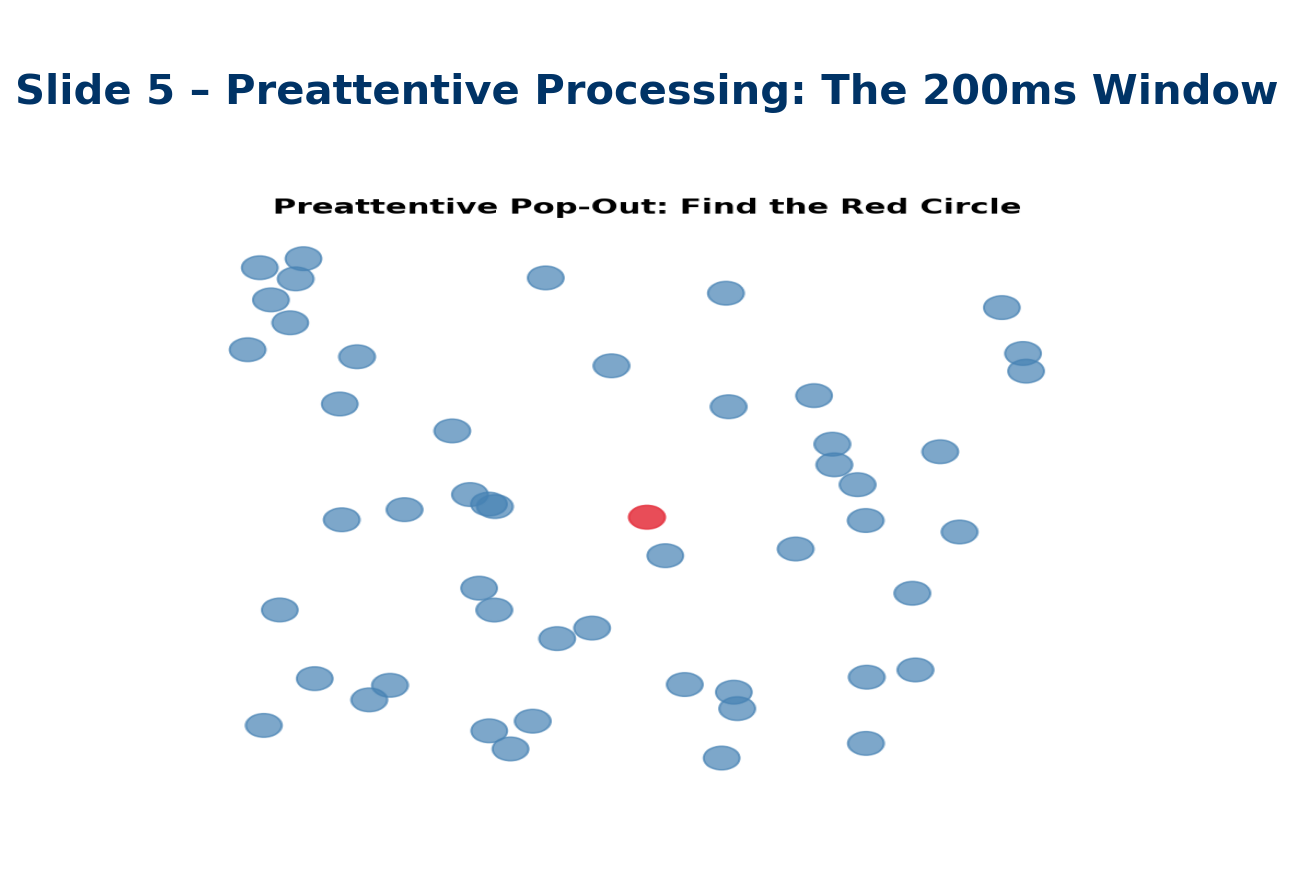 Slide 5 – Preattentive Processing: The 200ms Window
Preattentive Pop-Out: Find the Red Circle